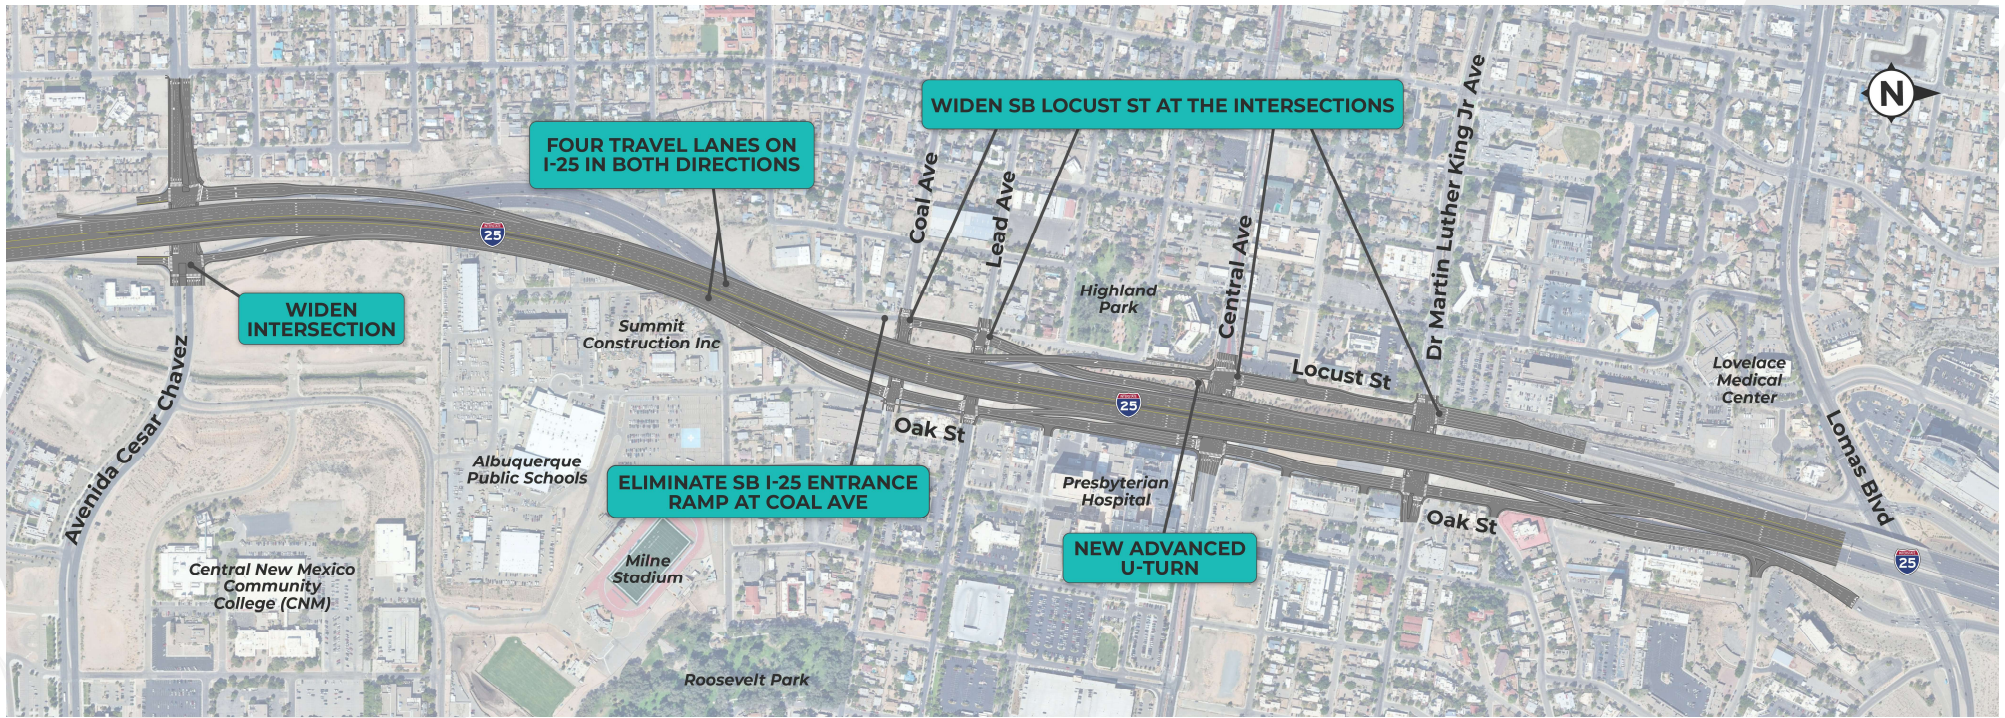 WIDEN SB LOCUST ST AT THE INTERSECTIONS
N
FOUR TRAVEL LANES ON
I-25 IN BOTH DIRECTIONS
Coal Ave
Lead Ave
Central Ave
Dr Martin Luther King Jr Ave
25
WIDEN
INTERSECTION
Avenida Cesar Chavez
Summit
Construction Inc
Highland
Park
Locust St
Lovelace
Medical
Center
25
Oak St
Lomas Blvd
Albuquerque
Public Schools
ELIMINATE SB I-25 ENTRANCE
RAMP AT COAL AVE
Presbyterian
Hospital
Oak St
NEW ADVANCED
U-TURN
25
Milne
Stadium
Central New Mexico
Community
College (CNM)
Roosevelt Park